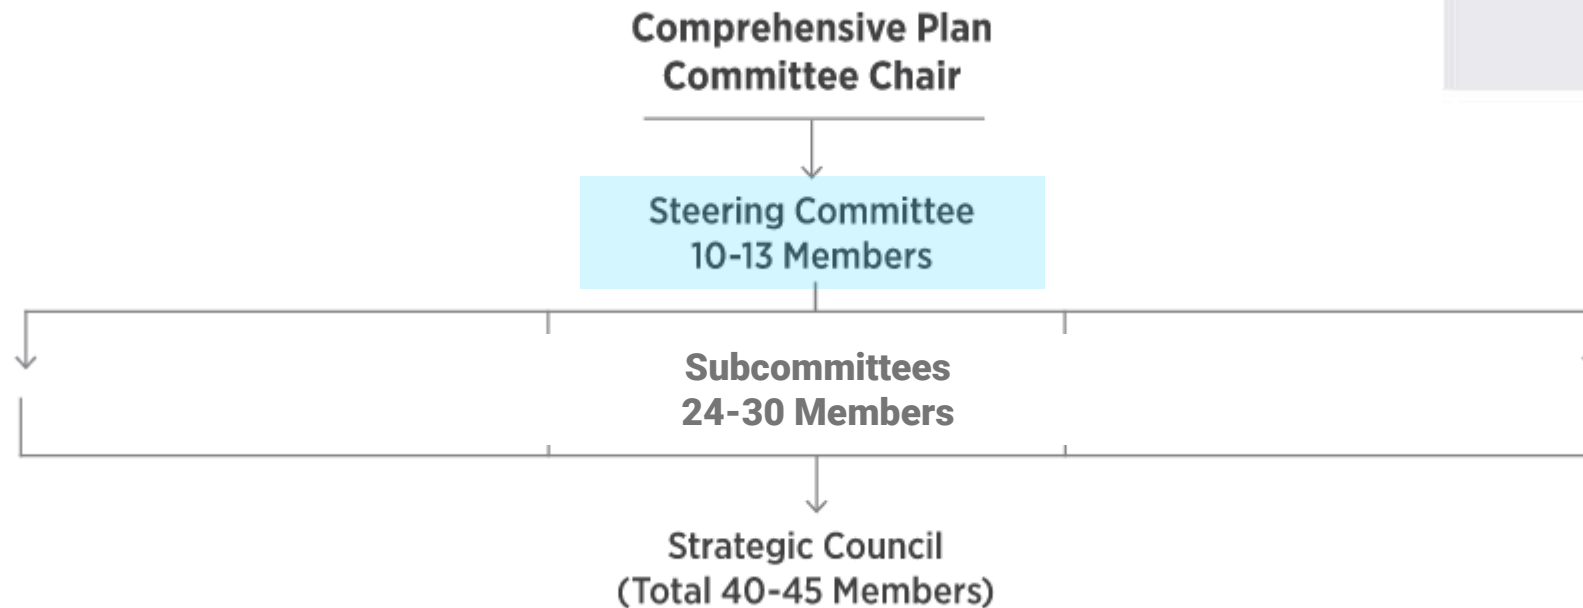 Comprehensive Plan
Committee Chair
Steering Committee
10-13 Members
Subcommittees
24-30 Members
Strategic Council
(Total 40-45 Members)